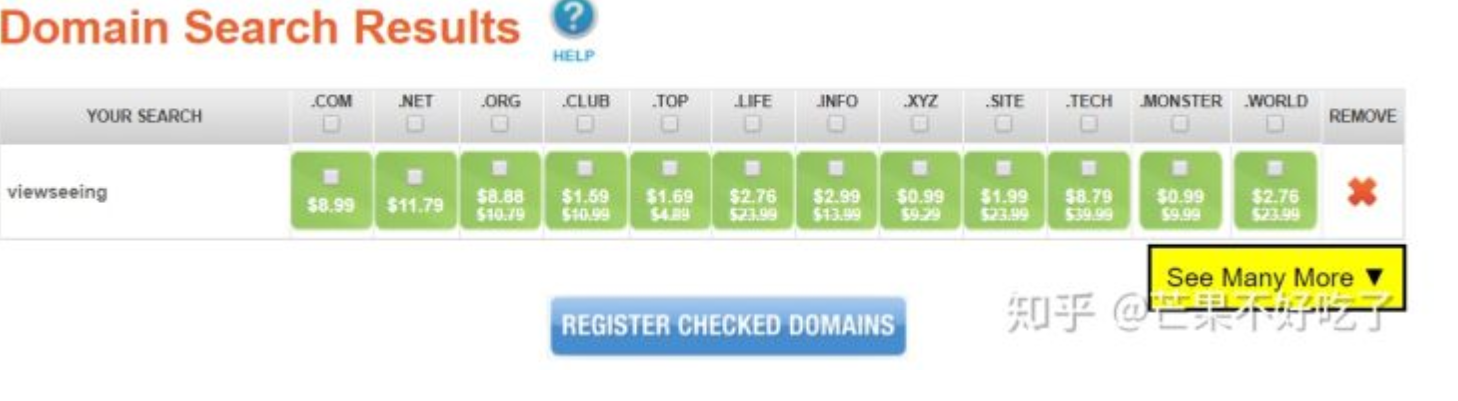 Domain Search Results
?
HELP
YOUR SEARCH .COM .NET .ORG .CLUB .TOP .LIFE .INFO .XYZ .SITE .TECH .MONSTER .WORLD REMOVE
viewseeing $8.99 $11.79 $8.88 $1.59 $1.69 $2.76 $2.99 $0.99 $1.99 $8.79 $0.99 $2.76
$10.79 $10.99 $4.89 $23.99 $13.99 $9.29 $23.99 $39.99 $9.99 $23.99
See Many More ▼
REGISTER CHECKED DOMAINS
知乎 @芒果不好吃了